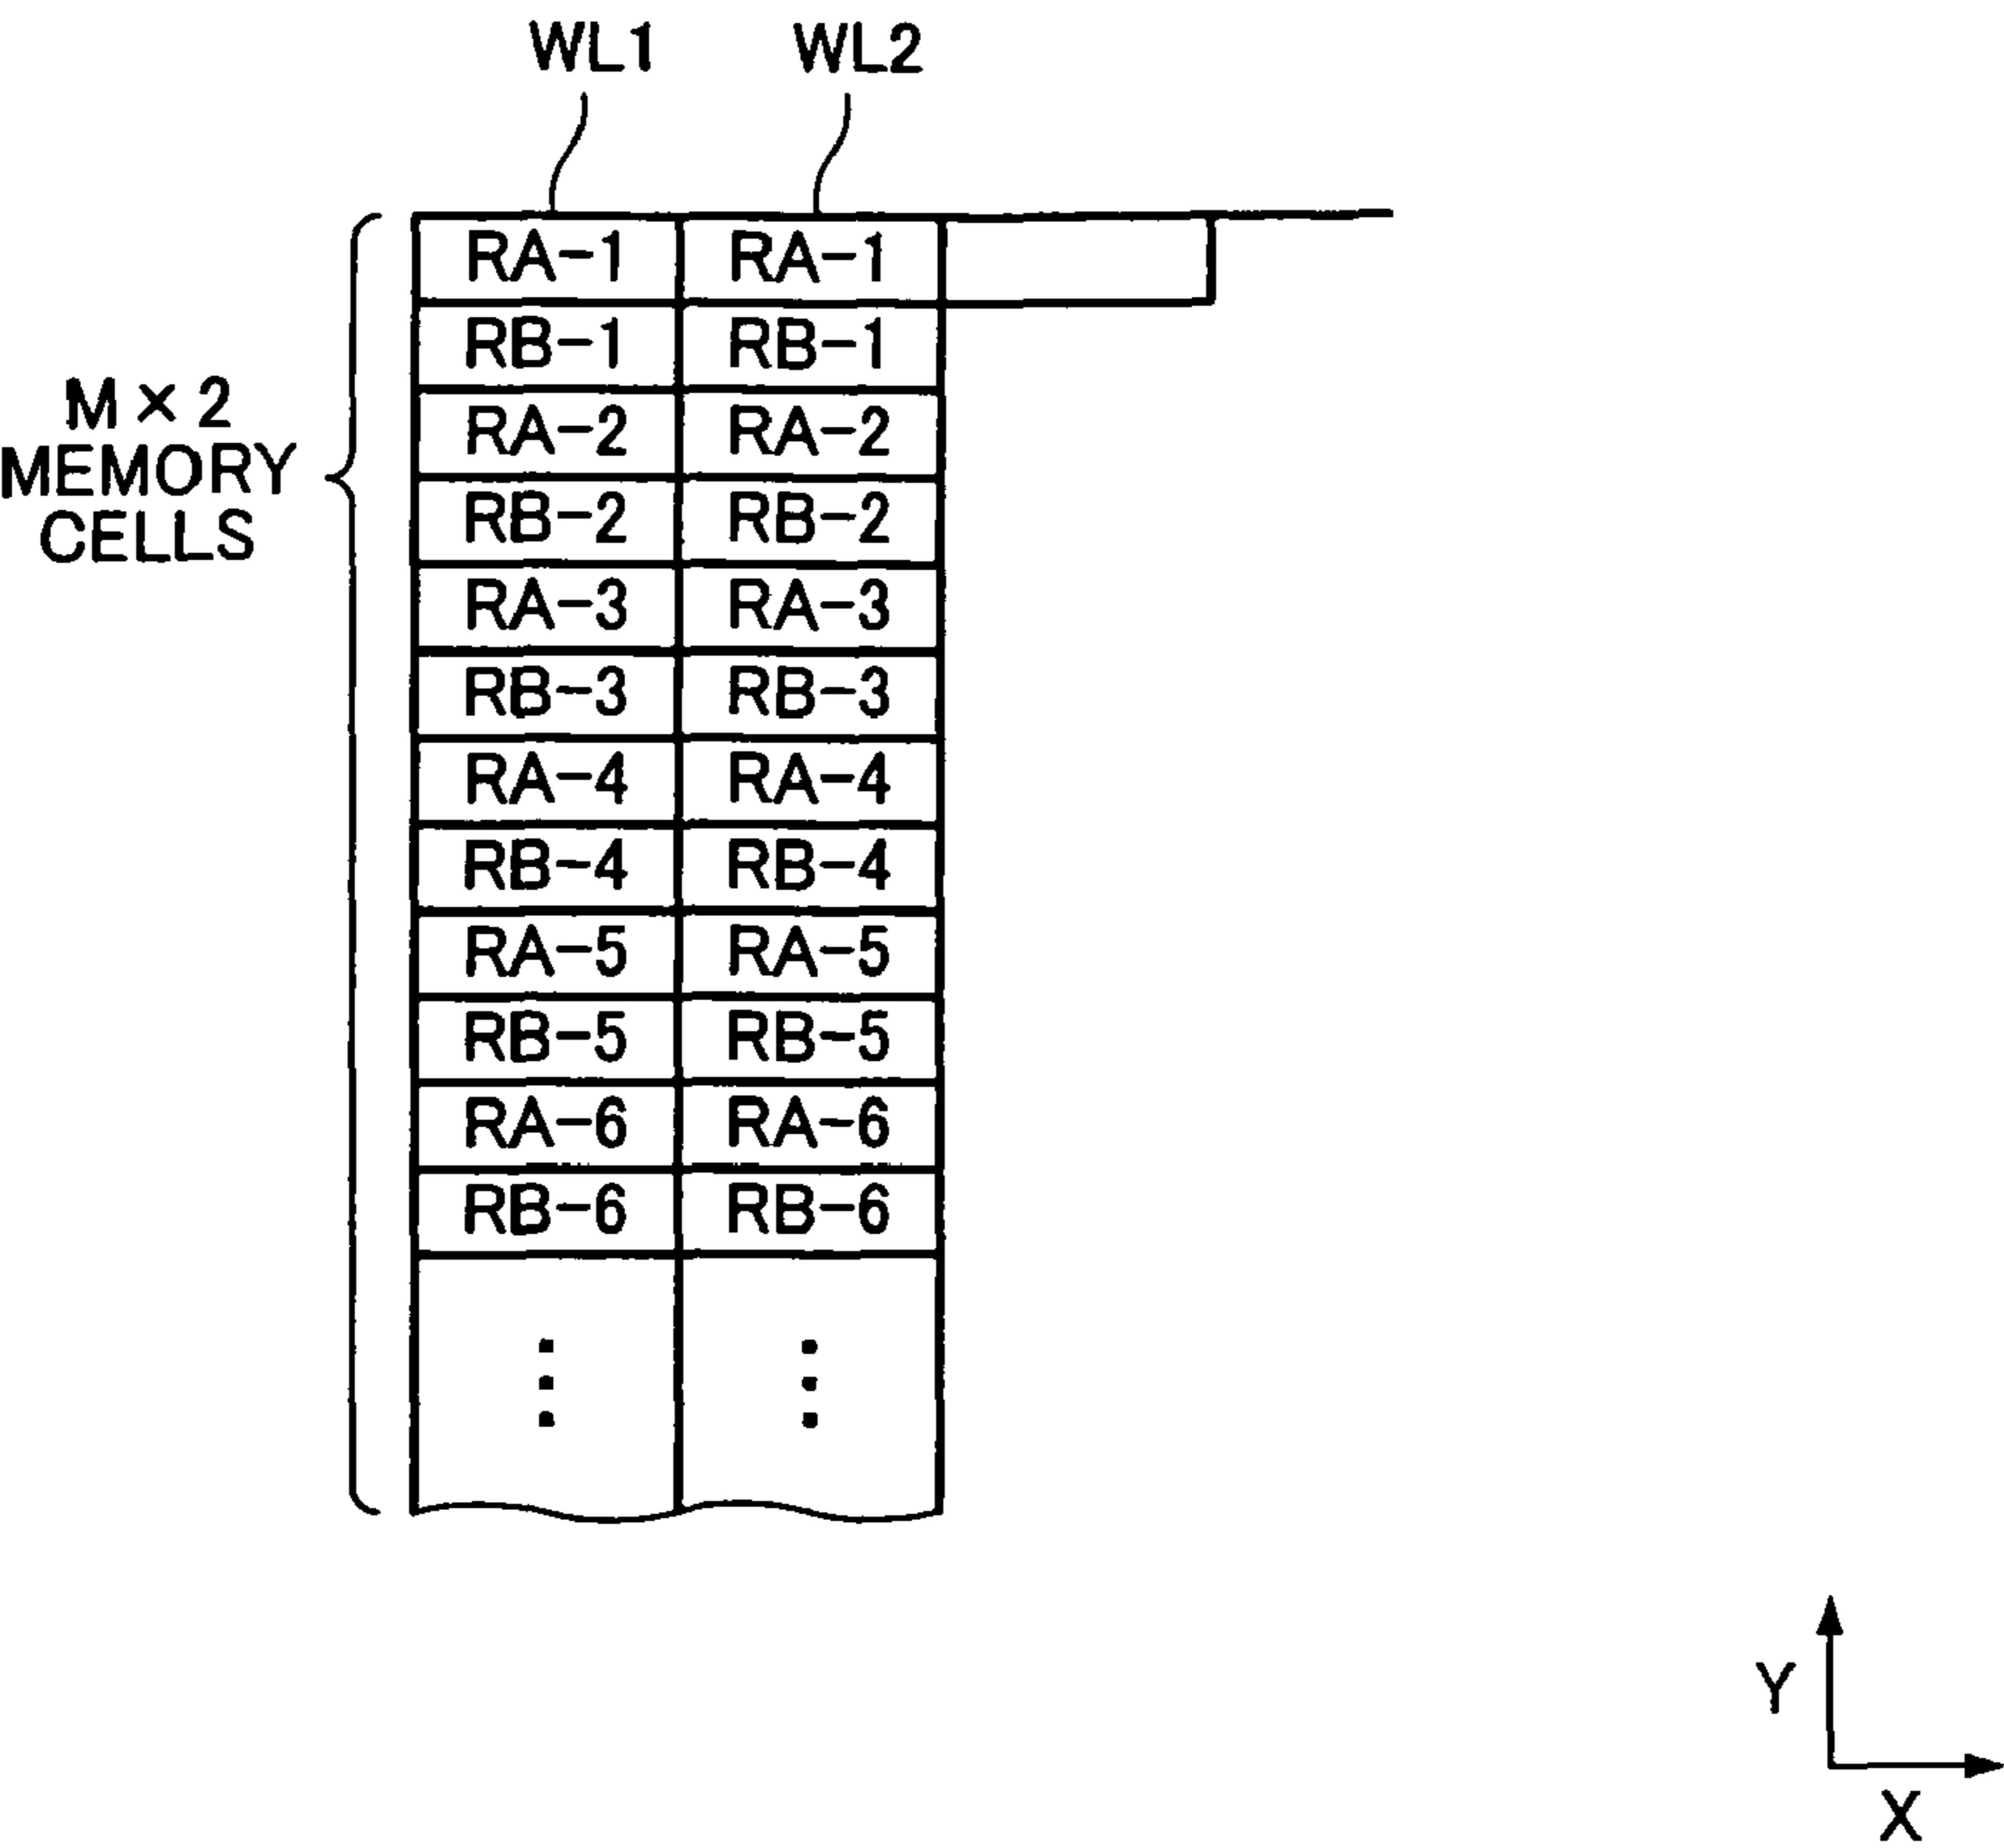 WL1 WL2
RA-1 RA-1
RB-1 RB-1
M×2
MEMORY
CELLS
RA-2 RA-2
RB-2 RB-2
RA-3 RA-3
RB-3 RB-3
RA-4 RA-4
RB-4 RB-4
RA-5 RA-5
RB-5 RB-5
RA-6 RA-6
RB-6 RB-6
Y
X